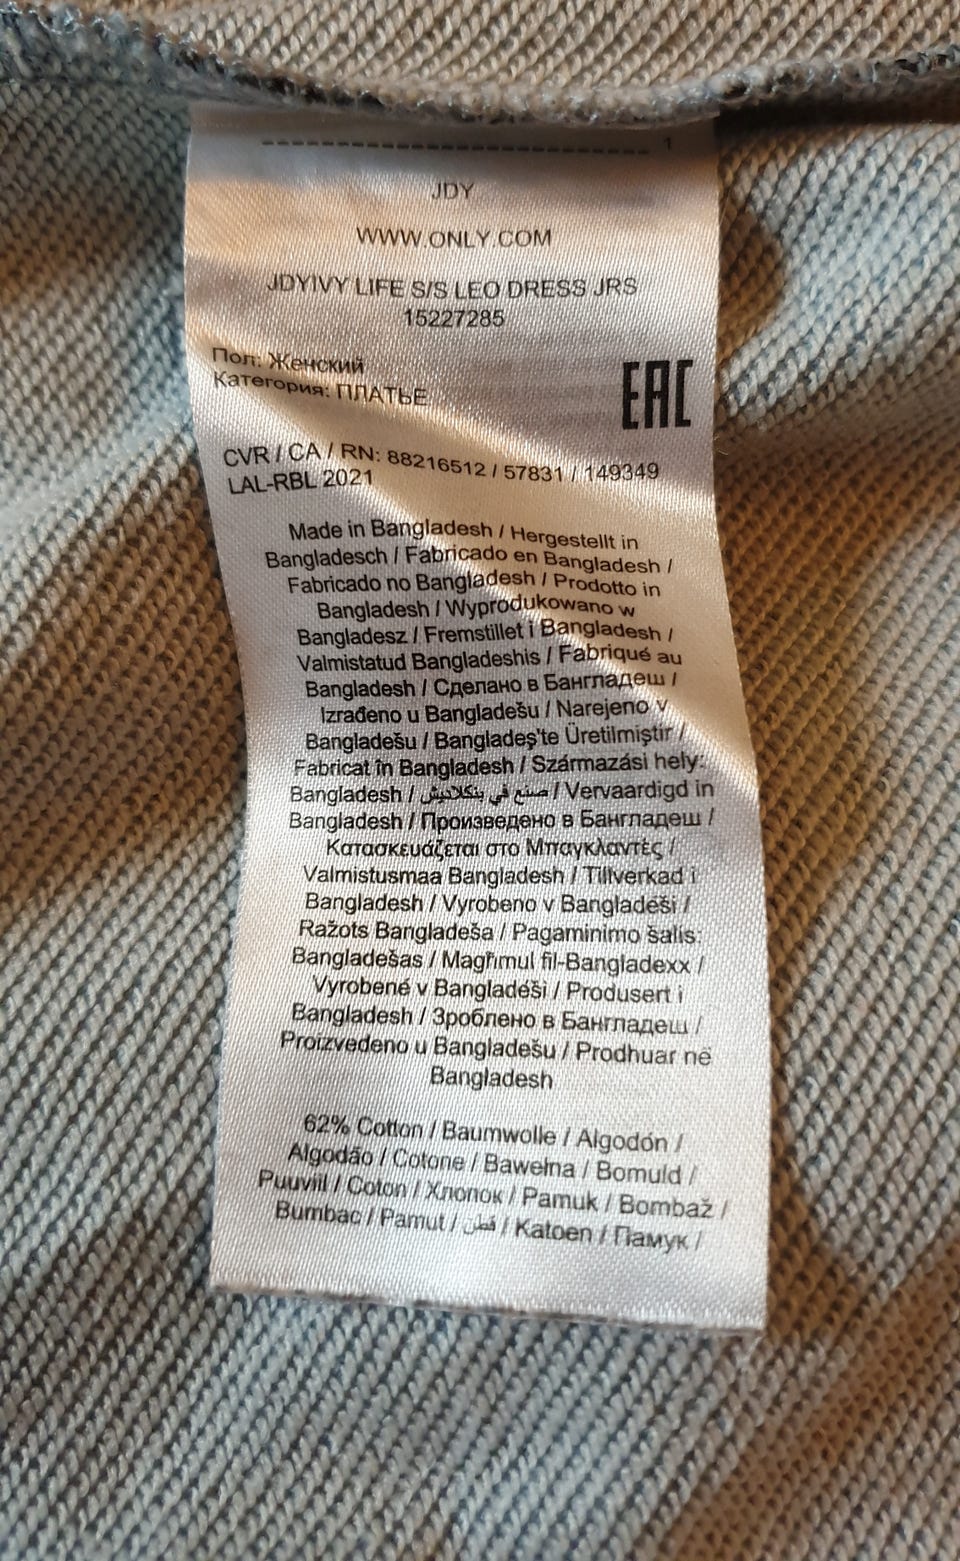 1
JDY
WWW.ONLY.COM
JDYIVY LIFE S/S LEO DRESS JRS
15227285
Пол: Женский
Категория: ПЛАТЬЕ
EAC
CVR / CA / RN: 88216512 / 57831 / 149349
LAL-RBL 2021
Made in Bangladesh / Hergestellt in
Bangladesch / Fabricado en Bangladesh /
Fabricado no Bangladesh / Prodotto in
Bangladesh / Wyprodukowano w
Bangladesz / Fremstillet i Bangladesh /
Valmistatud Bangladeshis / Fabriqué au
Bangladesh / Сделано в Бангладеш /
Izrađeno u Bangladešu / Narejeno v
Bangladešu / Bangladeş'te Üretilmiştir /
Fabricat în Bangladesh / Származási hely:
Bangladesh / صنع في بنكلاديش / Vervaardigd in
Bangladesh / Произведено в Бангладеш /
Κατασκευάζεται στο Μπαγκλαντές /
Valmistusmaa Bangladesh / Tillverkad i
Bangladesh / Vyrobeno v Bangladéši /
Ražots Bangladeša / Pagaminimo šalis:
Bangladešas / Magħmul fil-Bangladexx /
Vyrobené v Bangladéši / Produsert i
Bangladesh / Зроблено в Бангладеш /
Proizvedeno u Bangladešu / Prodhuar në
Bangladesh
62% Cotton / Baumwolle / Algodón /
Algodão / Cotone / Bawełna / Bomuld /
Puuvill / Coton / Хлопок / Pamuk / Bombaž /
Bumbac / Pamut / قطن / Katoen / Памук /